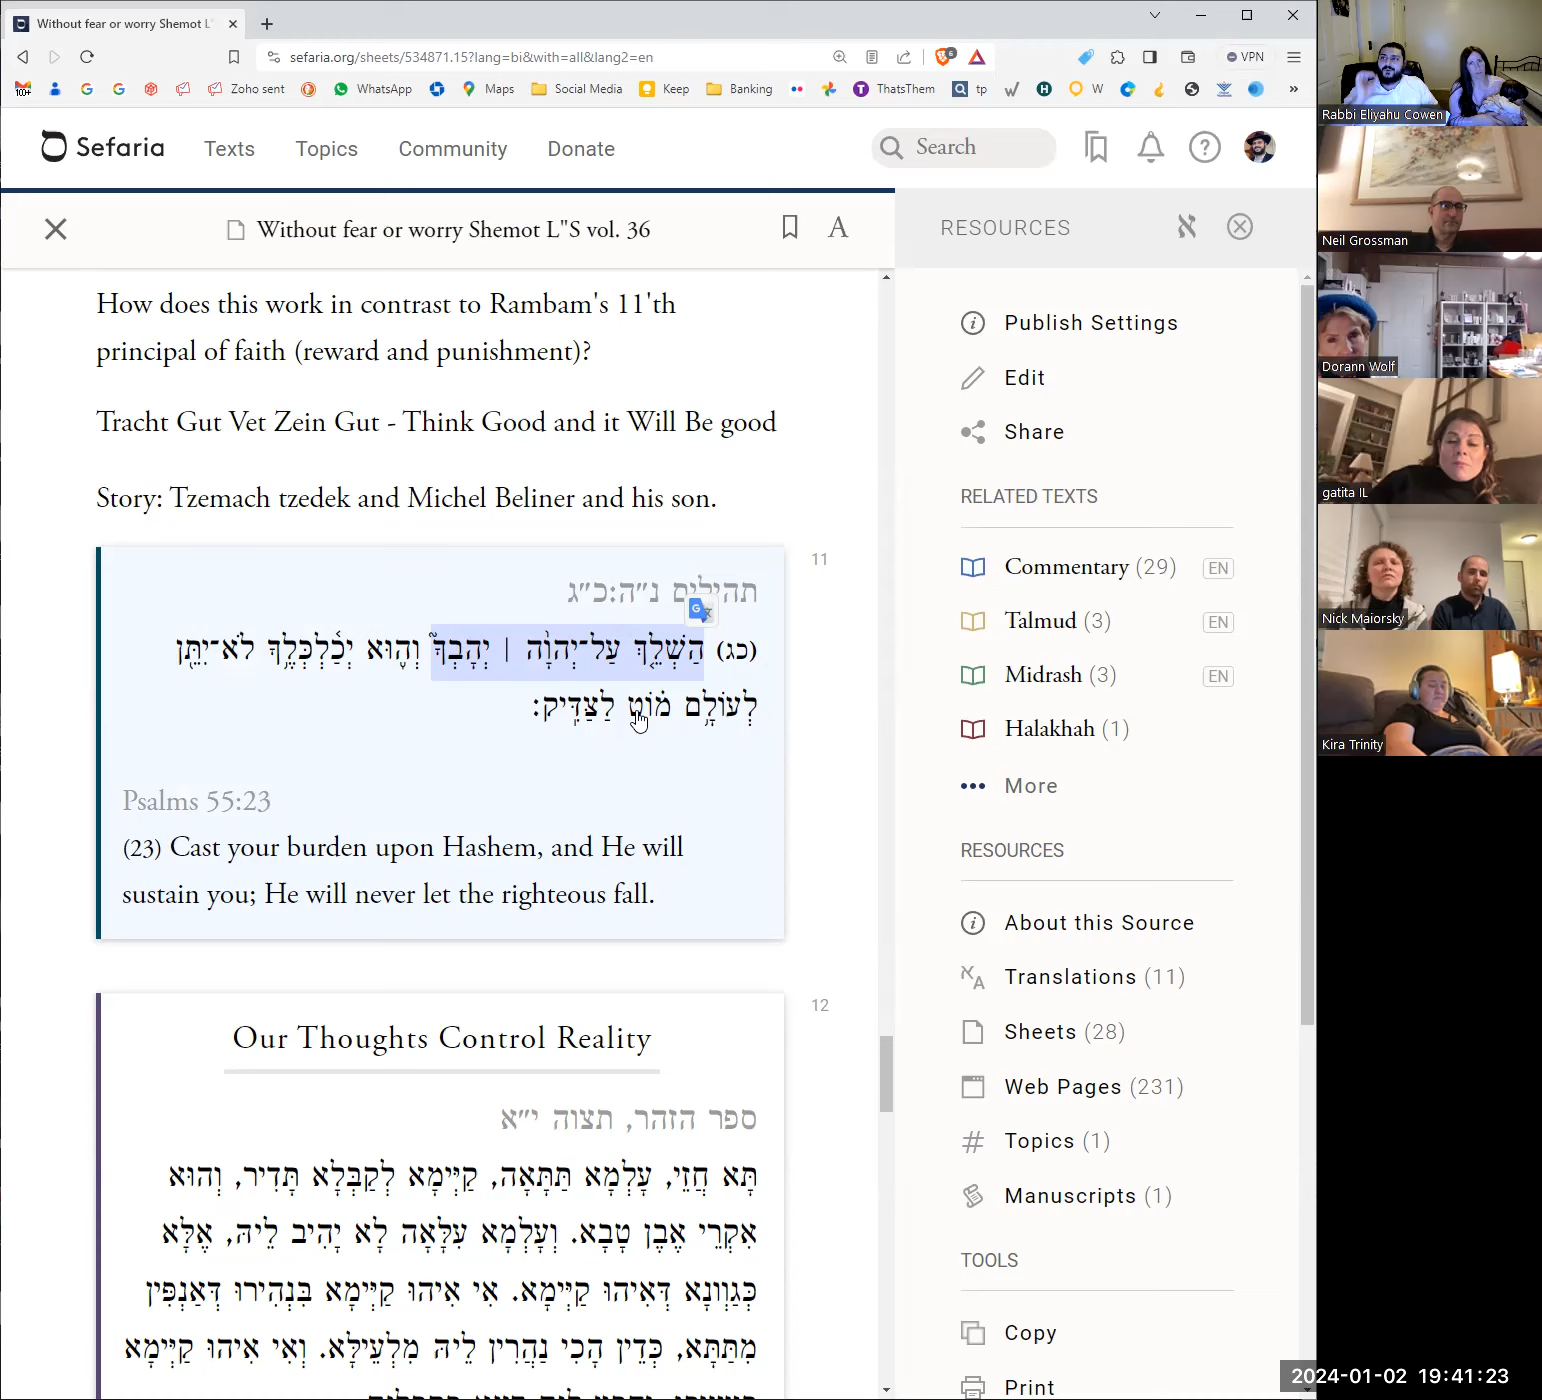 Without fear or worry Shemot L"
sefaria.org/sheets/534871.15?lang=bi&with=all&lang2=en
6
VPN
100+
Zoho sent
WhatsApp
Maps
Social Media
Keep
Banking
ThatsThem
tp
W
Sefaria
Texts
Topics
Community
Donate
Search
Without fear or worry Shemot L"S vol. 36
A
RESOURCES
How does this work in contrast to Rambam's 11'th
principal of faith (reward and punishment)?
Tracht Gut Vet Zein Gut - Think Good and it Will Be good
Story: Tzemach tzedek and Michel Beliner and his son.
11
תהילים נ״ה:כ״ג
(כג) הַשְׁלֵ֤ךְ עַל־יְהוָ֨ה ׀ יְהָבְךָ֮ וְה֢וּא יְכַ֫לְכְּלֶ֥ךָ לֹא־יִתֵּ֖ן
לְעוֹלָ֥ם מ֗וֹט לַצַּדִּֽיק׃
Psalms 55:23
(23) Cast your burden upon Hashem, and He will
sustain you; He will never let the righteous fall.
12
Our Thoughts Control Reality
ספר הזהר, תצוה י״א
תָּא חֲזֵי, עָלְמָא תַּתָּאָה, קַיְּימָא לְקַבְּלָא תָּדִיר, וְהוּא
אִקְרֵי אֶבֶן טָבָא. וְעָלְמָא עִלָּאָה לָא יָהִיב לֵיהּ, אֶלָּא
כְּגַוְונָא דְּאִיהוּ קַיְּימָא. אִי אִיהוּ קַיְּימָא בִּנְהִירוּ דְּאַנְפִּין
מִתַּתָּא, כְּדֵין הָכִי נַהֲרִין לֵיהּ מִלְּעֵילָּא. וְאִי אִיהוּ קַיְּימָא
Publish Settings
Edit
Share
RELATED TEXTS
Commentary (29) EN
Talmud (3) EN
Midrash (3) EN
Halakhah (1)
More
RESOURCES
About this Source
Translations (11)
Sheets (28)
Web Pages (231)
Topics (1)
Manuscripts (1)
TOOLS
Copy
Print
Rabbi Eliyahu Cowen
Neil Grossman
Dorann Wolf
gatita IL
Nick Maiorsky
Kira Trinity
2024-01-02 19:41:23